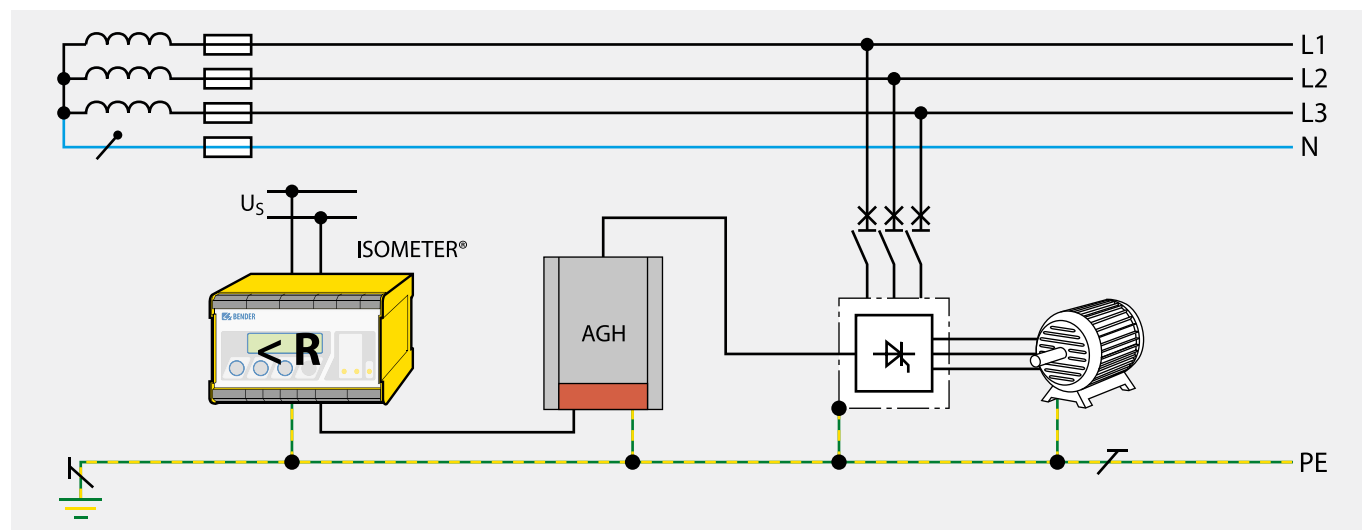 L1
L2
L3
N
US
ISOMETER®
BENDER
< R
AGH
PE